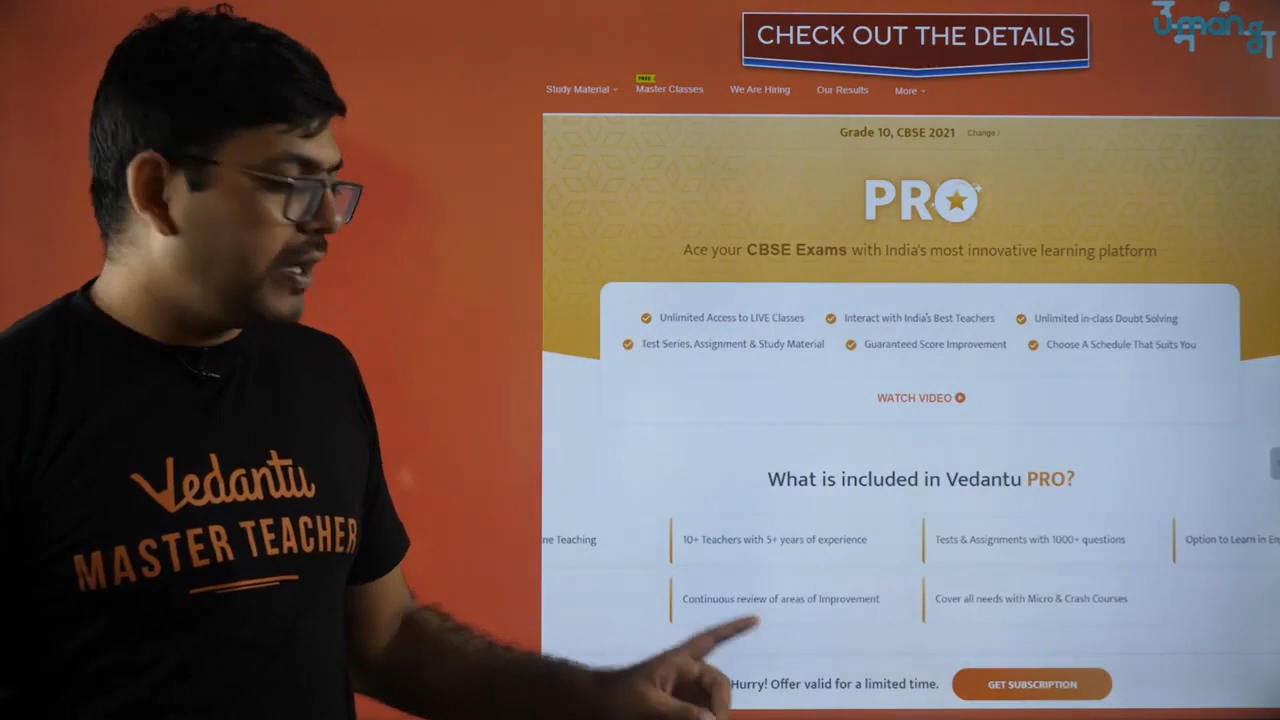 CHECK OUT THE DETAILS
उमंग
Study Material
FREE
Master Classes
We Are Hiring
Our Results
More
Grade 10, CBSE 2021 Change
PRO
Ace your CBSE Exams with India's most innovative learning platform
Unlimited Access to LIVE Classes
Interact with India's Best Teachers
Unlimited in-class Doubt Solving
Test Series, Assignment & Study Material
Guaranteed Score Improvement
Choose A Schedule That Suits You
WATCH VIDEO
What is included in Vedantu PRO?
ne Teaching
10+ Teachers with 5+ years of experience
Tests & Assignments with 1000+ questions
Option to Learn in En
Continuous review of areas of Improvement
Cover all needs with Micro & Crash Courses
Hurry! Offer valid for a limited time.
GET SUBSCRIPTION
Vedantu
MASTER TEACHER